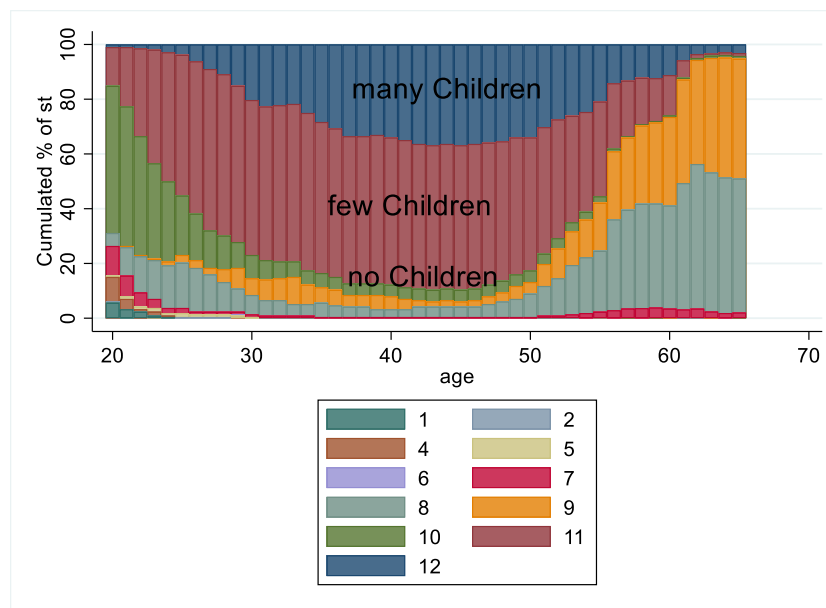 Cumulated % of st
100
80
60
40
20
0
many Children
few Children
no Children
20 30 40 50 60 70
age
1 2
4 5
6 7
8 9
10 11
12